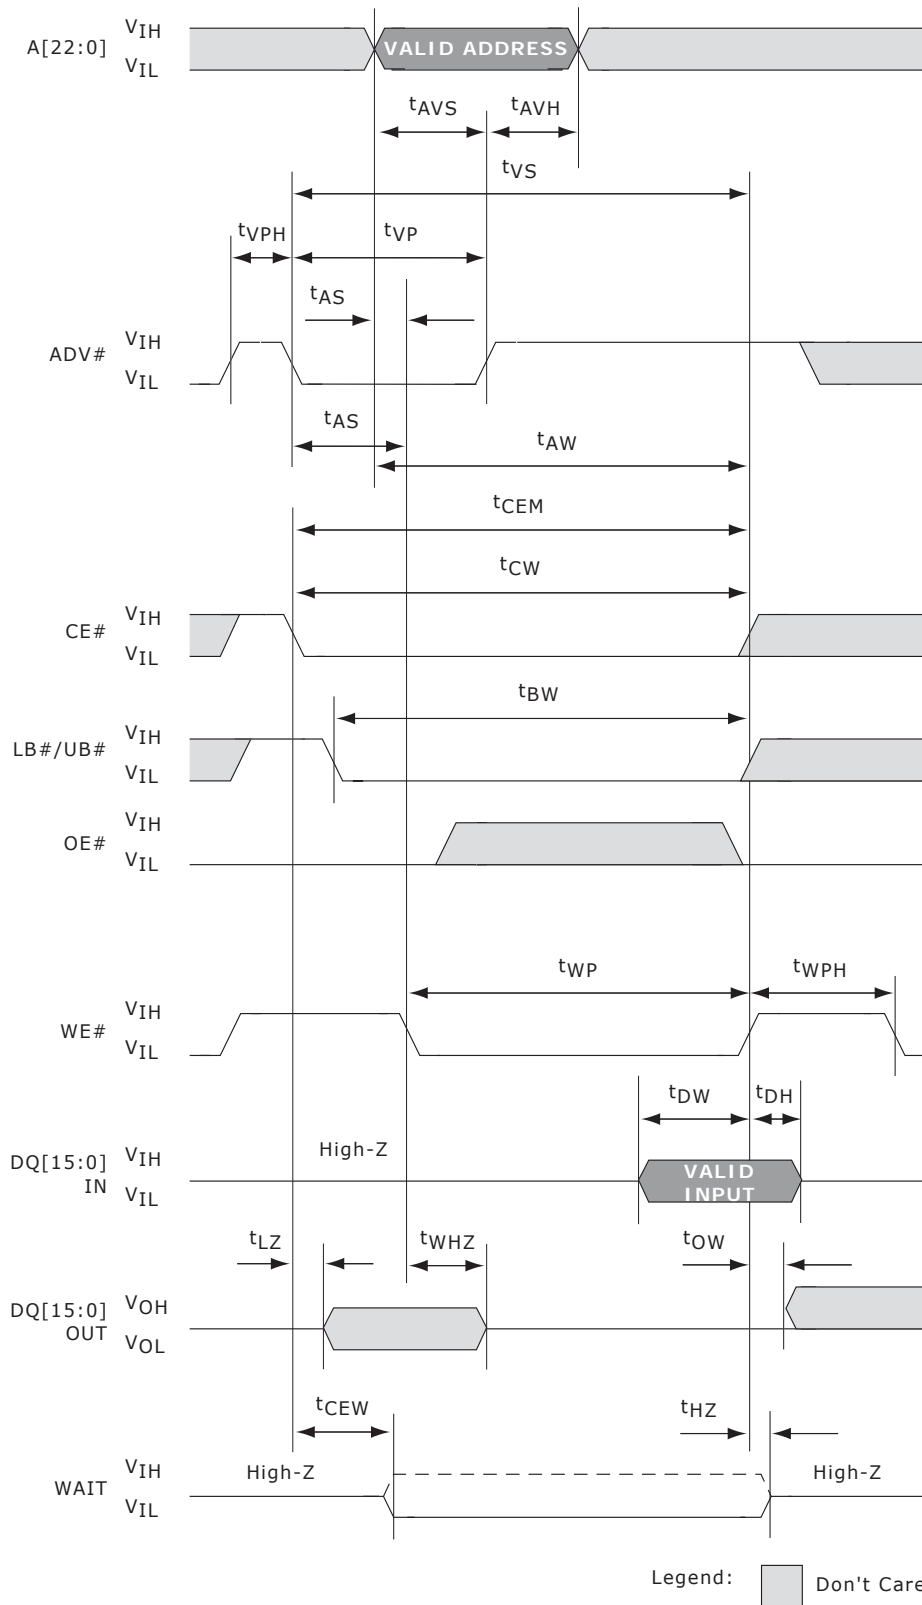 A[22:0] VIH
VIL
VALID ADDRESS
tAVS tAVH
tVS
tVPH tVP
tAS
ADV# VIH
VIL
tAS
tAW
tCEM
tCW
CE# VIH
VIL
tBW
LB#/UB# VIH
VIL
OE# VIH
VIL
tWP tWPH
WE# VIH
VIL
tDW tDH
DQ[15:0]
IN
VIH
VIL
High-Z
VALID
INPUT
tLZ tWHZ tOW
DQ[15:0]
OUT
VOH
VOL
tCEW tHZ
WAIT VIH
VIL
High-Z High-Z
Legend: Don't Care